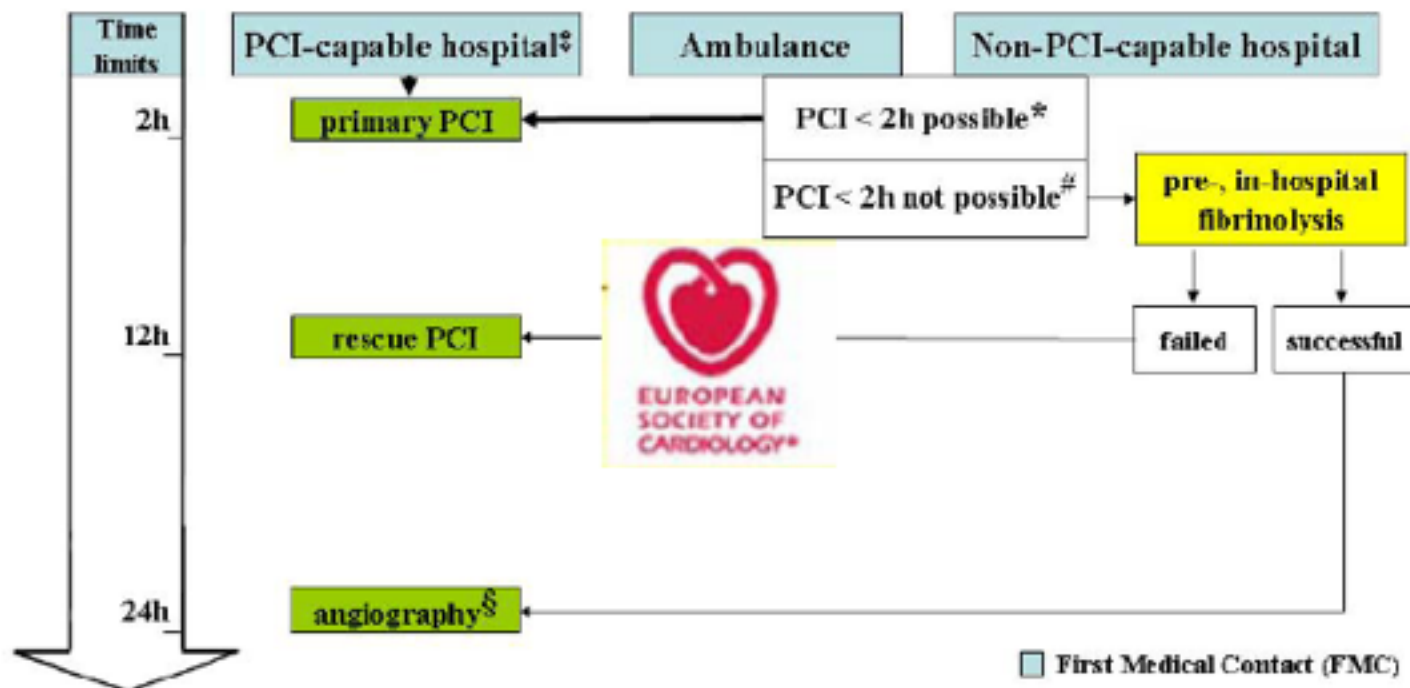 Time
limits
PCI-capable hospital‡
Ambulance
Non-PCI-capable hospital
2h
primary PCI
PCI < 2h possible*
PCI < 2h not possible#
pre-, in-hospital
fibrinolysis
12h
rescue PCI
failed
successful
EUROPEAN
SOCIETY OF
CARDIOLOGY®
24h
angiography§
First Medical Contact (FMC)